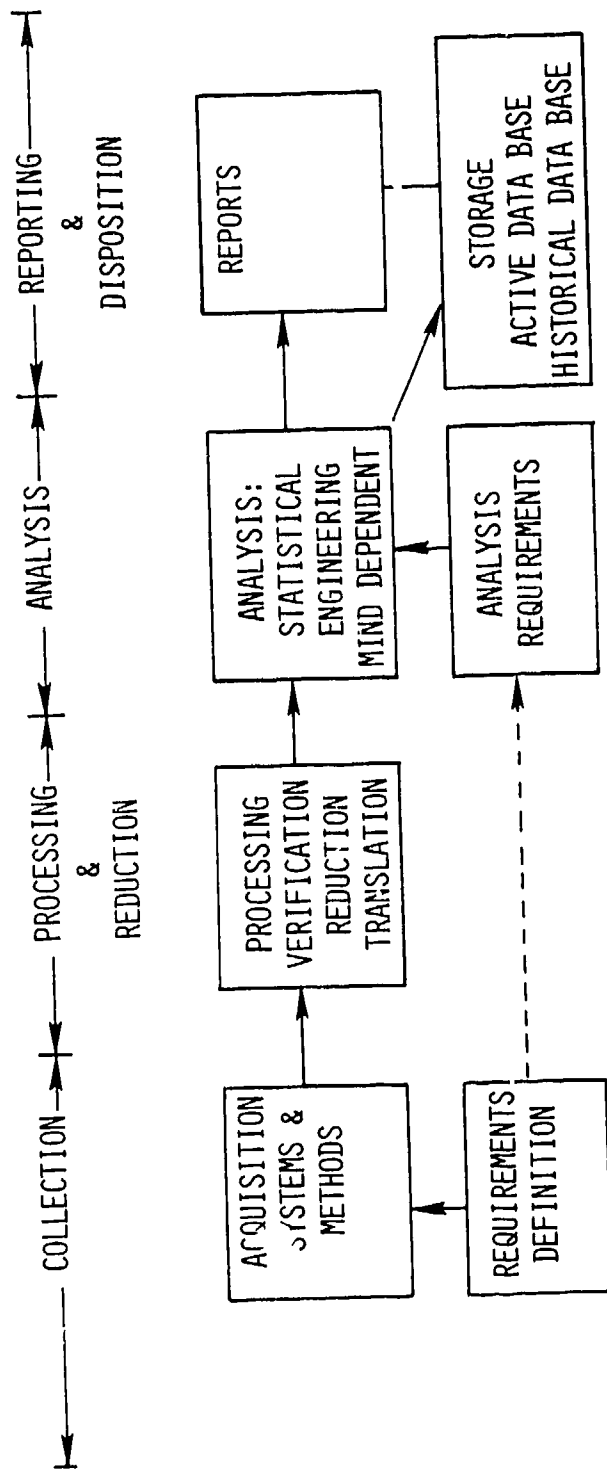 COLLECTION
PROCESSING
&
REDUCTION
ANALYSIS
REPORTING
&
DISPOSITION
ACQUISITION
SYSTEMS &
METHODS
PROCESSING
VERIFICATION
REDUCTION
TRANSLATION
ANALYSIS:
STATISTICAL
ENGINEERING
MIND DEPENDENT
REPORTS
REQUIREMENTS
DEFINITION
ANALYSIS
REQUIREMENTS
STORAGE
ACTIVE DATA BASE
HISTORICAL DATA BASE